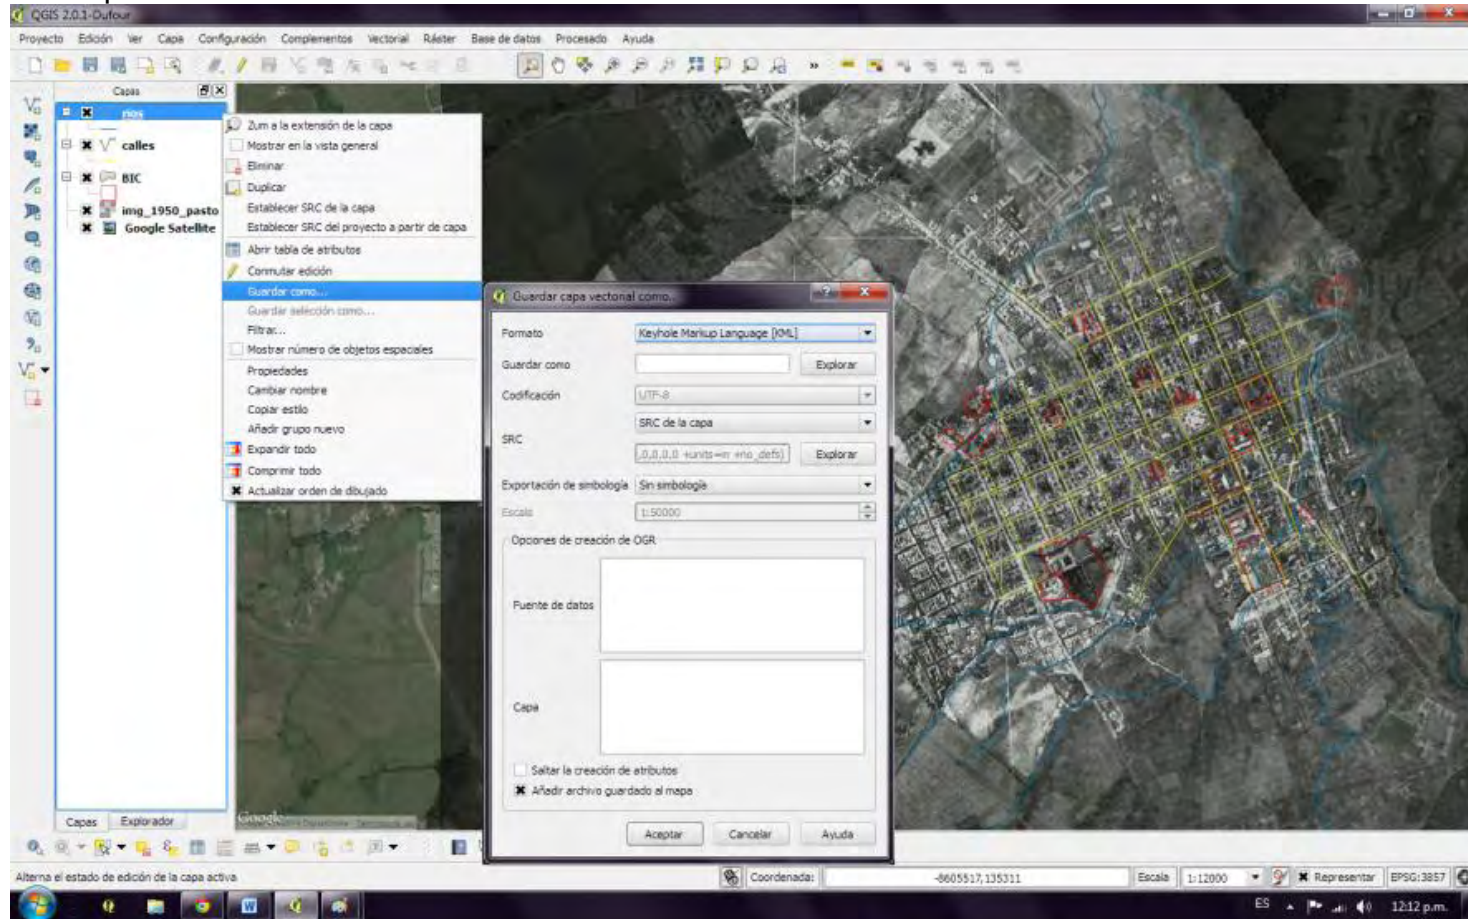 QGIS 2.0.1-Dufour
Proyecto Edición Ver Capa Configuración Complementos Vectorial Ráster Base de datos Procesado Ayuda
Capas
rios
calles
BIC
img_1950_pasto
Google Satellite
Zum a la extensión de la capa
Mostrar en la vista general
Eliminar
Duplicar
Establecer SRC de la capa
Establecer SRC del proyecto a partir de capa
Abrir tabla de atributos
Conmutar edición
Guardar como...
Guardar selección como...
Filtrar...
Mostrar número de objetos espaciales
Propiedades
Cambiar nombre
Copiar estilo
Añadir grupo nuevo
Expandir todo
Comprimir todo
Actualizar orden de dibujado
Guardar capa vectorial como...
Formato Keyhole Markup Language [KML]
Guardar como Explorar
Codificación UTF-8
SRC de la capa
SRC
,0,0,0,0 +units=m +no_defs) Explorar
Exportación de simbología Sin simbología
Escala 1:50000
Opciones de creación de OGR
Fuente de datos
Capa
Saltar la creación de atributos
Añadir archivo guardado al mapa
Aceptar Cancelar Ayuda
Google
Capas Explorador
Alterna el estado de edición de la capa activa Coordenada: -8605517,135311 Escala 1:12000 Representar EPSG:3857
ES 12:12 p.m.